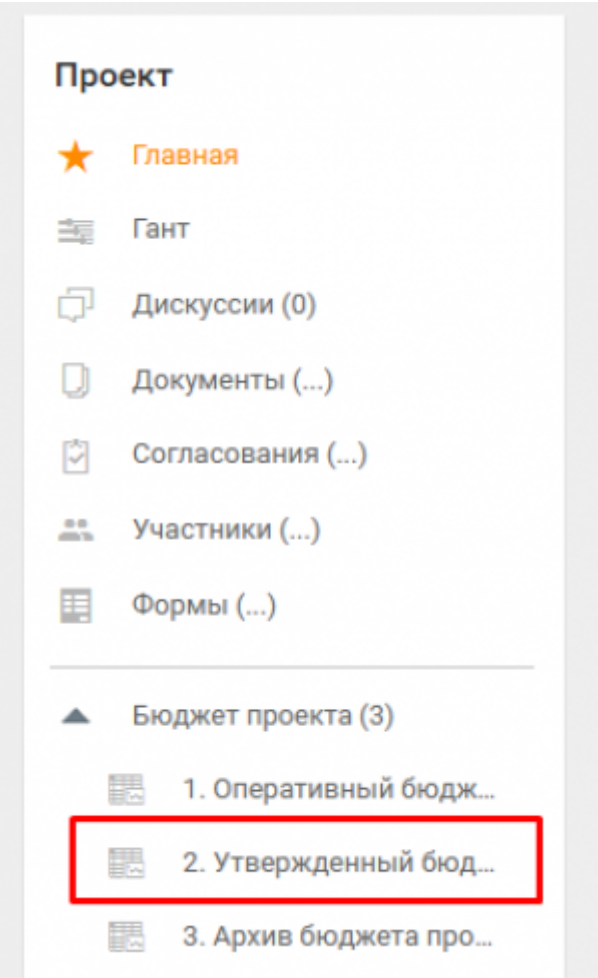 Проект
Главная
Гант
Дискуссии (0)
Документы (...)
Согласования (...)
Участники (...)
Формы (...)
Бюджет проекта (3)
1. Оперативный бюдж...
2. Утвержденный бюд...
3. Архив бюджета про...